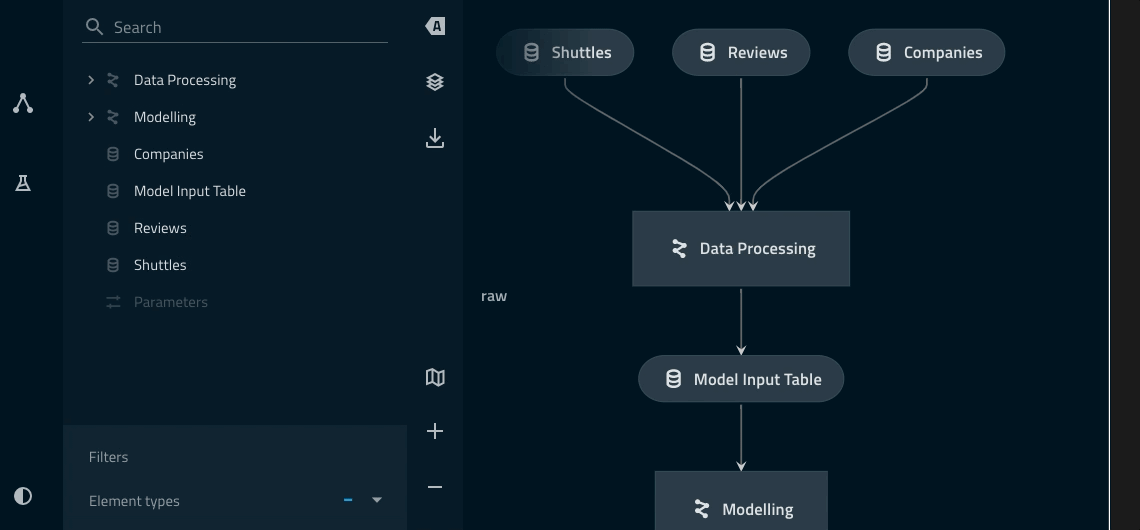 Search
A
Data Processing
Modelling
Companies
Model Input Table
Reviews
Shuttles
Parameters
Filters
Element types
Shuttles
Reviews
Companies
Data Processing
raw
Model Input Table
Modelling